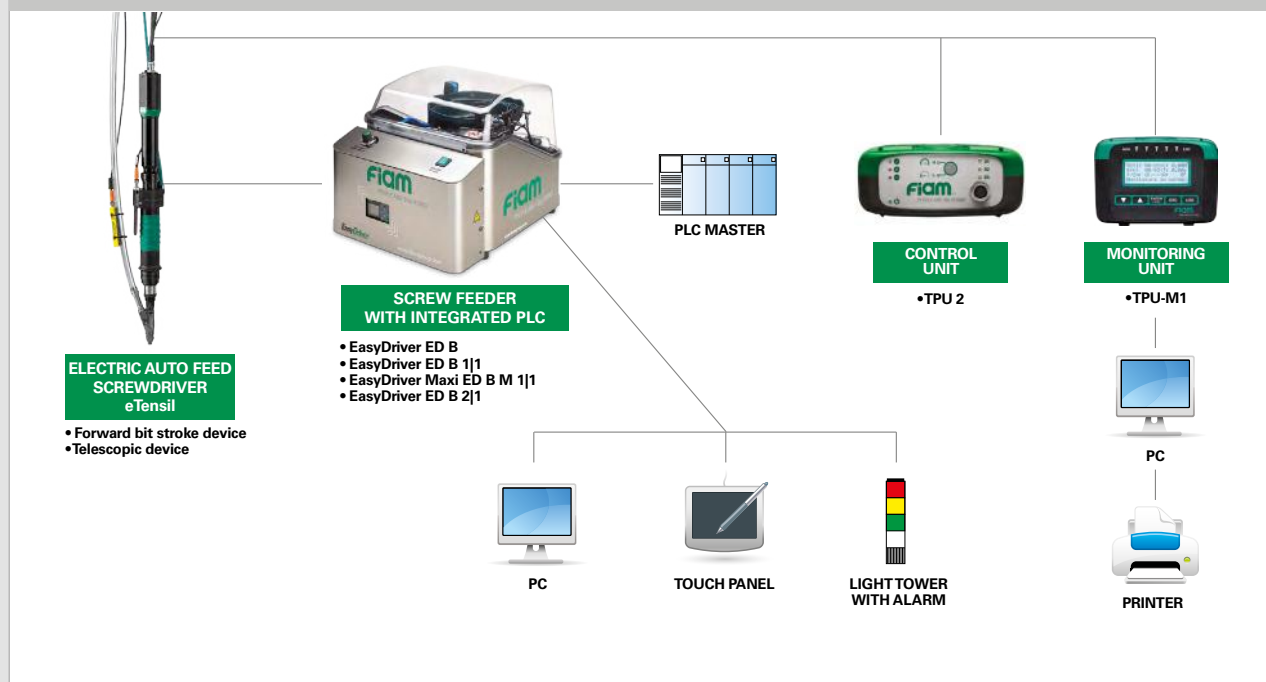 Fiam
Fiam
EasyDriver
Fiam
Fiam
PLC MASTER
CONTROL
UNIT
•TPU 2
MONITORING
UNIT
•TPU-M1
SCREW FEEDER
WITH INTEGRATED PLC
• EasyDriver ED B
• EasyDriver ED B 1|1
• EasyDriver Maxi ED B M 1|1
• EasyDriver ED B 2|1
ELECTRIC AUTO FEED
SCREWDRIVER
eTensil
• Forward bit stroke device
•Telescopic device
PC
PC
TOUCH PANEL
LIGHT TOWER
WITH ALARM
PRINTER